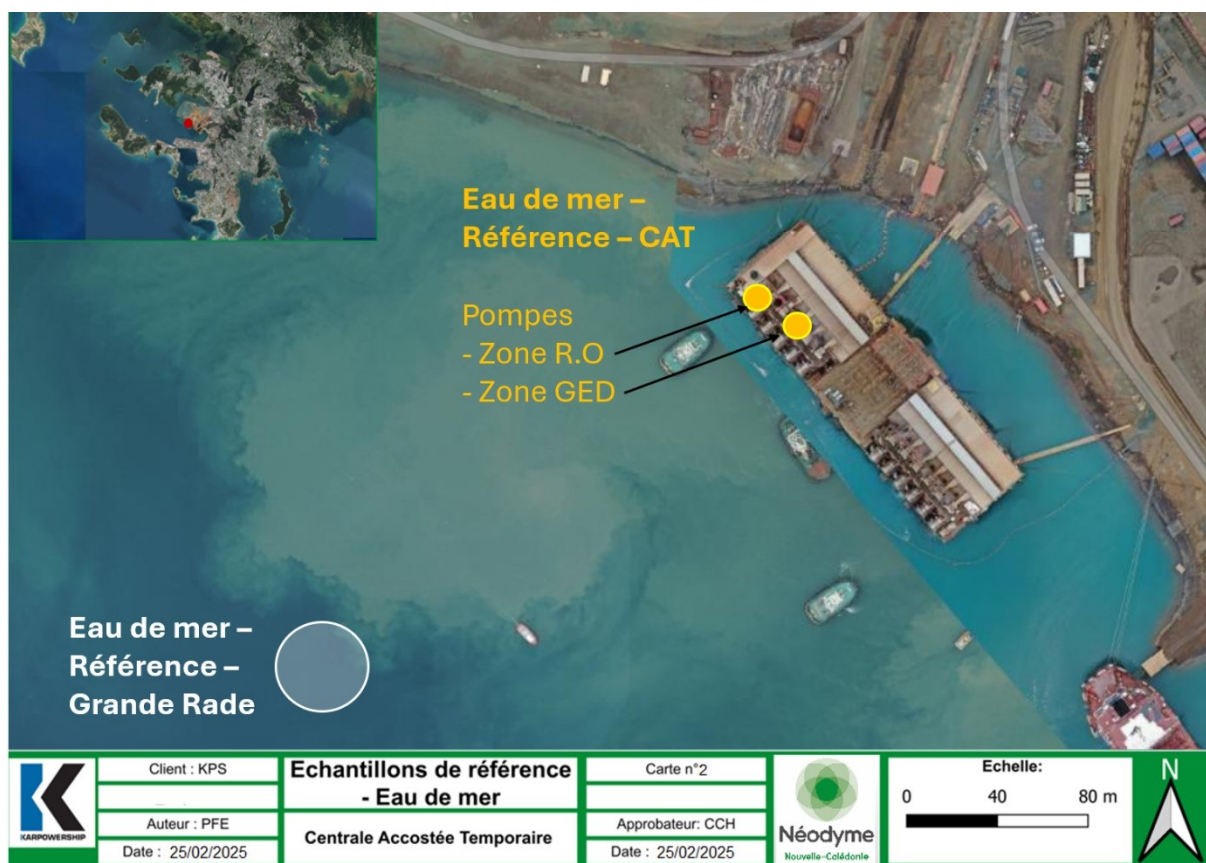 Eau de mer –
Référence – CAT
Pompes
- Zone R.O
- Zone GED
Eau de mer –
Référence –
Grande Rade
KARPOWERSHIP
Client : KPS
Auteur : PFE
Date : 25/02/2025
Echantillons de référence
- Eau de mer
Centrale Accostée Temporaire
Carte n°2
Approbateur: CCH
Date : 25/02/2025
Néodyme
Nouvelle-Calédonie
Echelle:
0 40 80 m
N